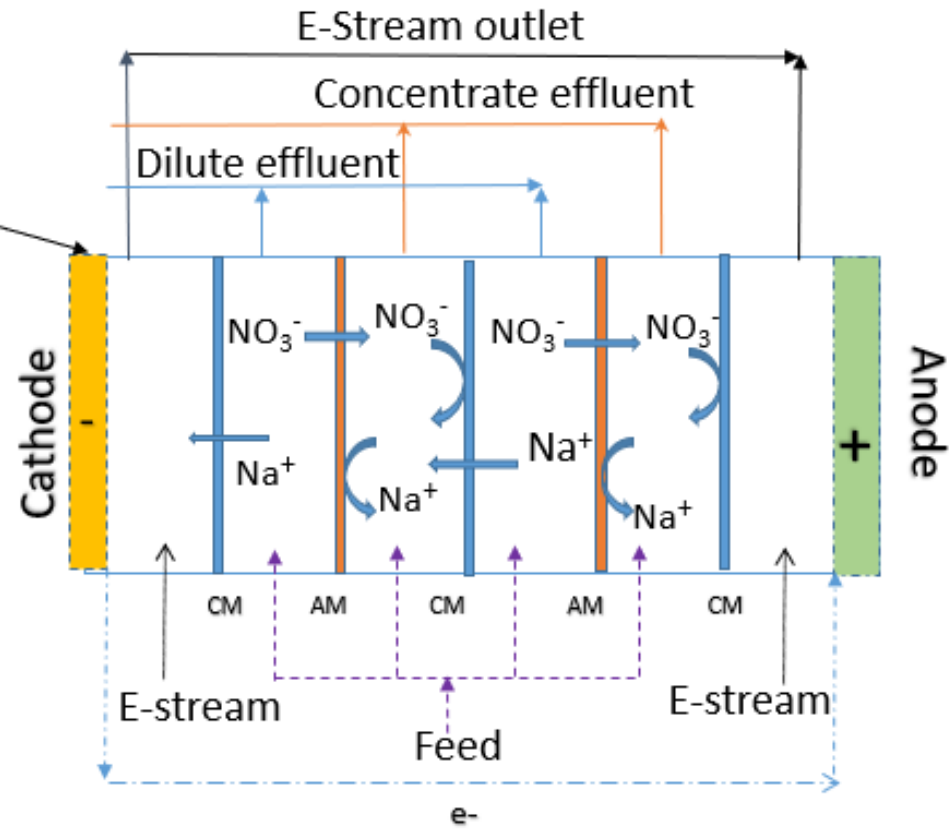 E-Stream outlet
Concentrate effluent
Dilute effluent
NO₃⁻
NO₃⁻
NO₃⁻
NO₃⁻
Cathode
-
Na⁺
Na⁺
Na⁺
Na⁺
+
Anode
CM
AM
CM
AM
CM
E-stream
Feed
E-stream
e-